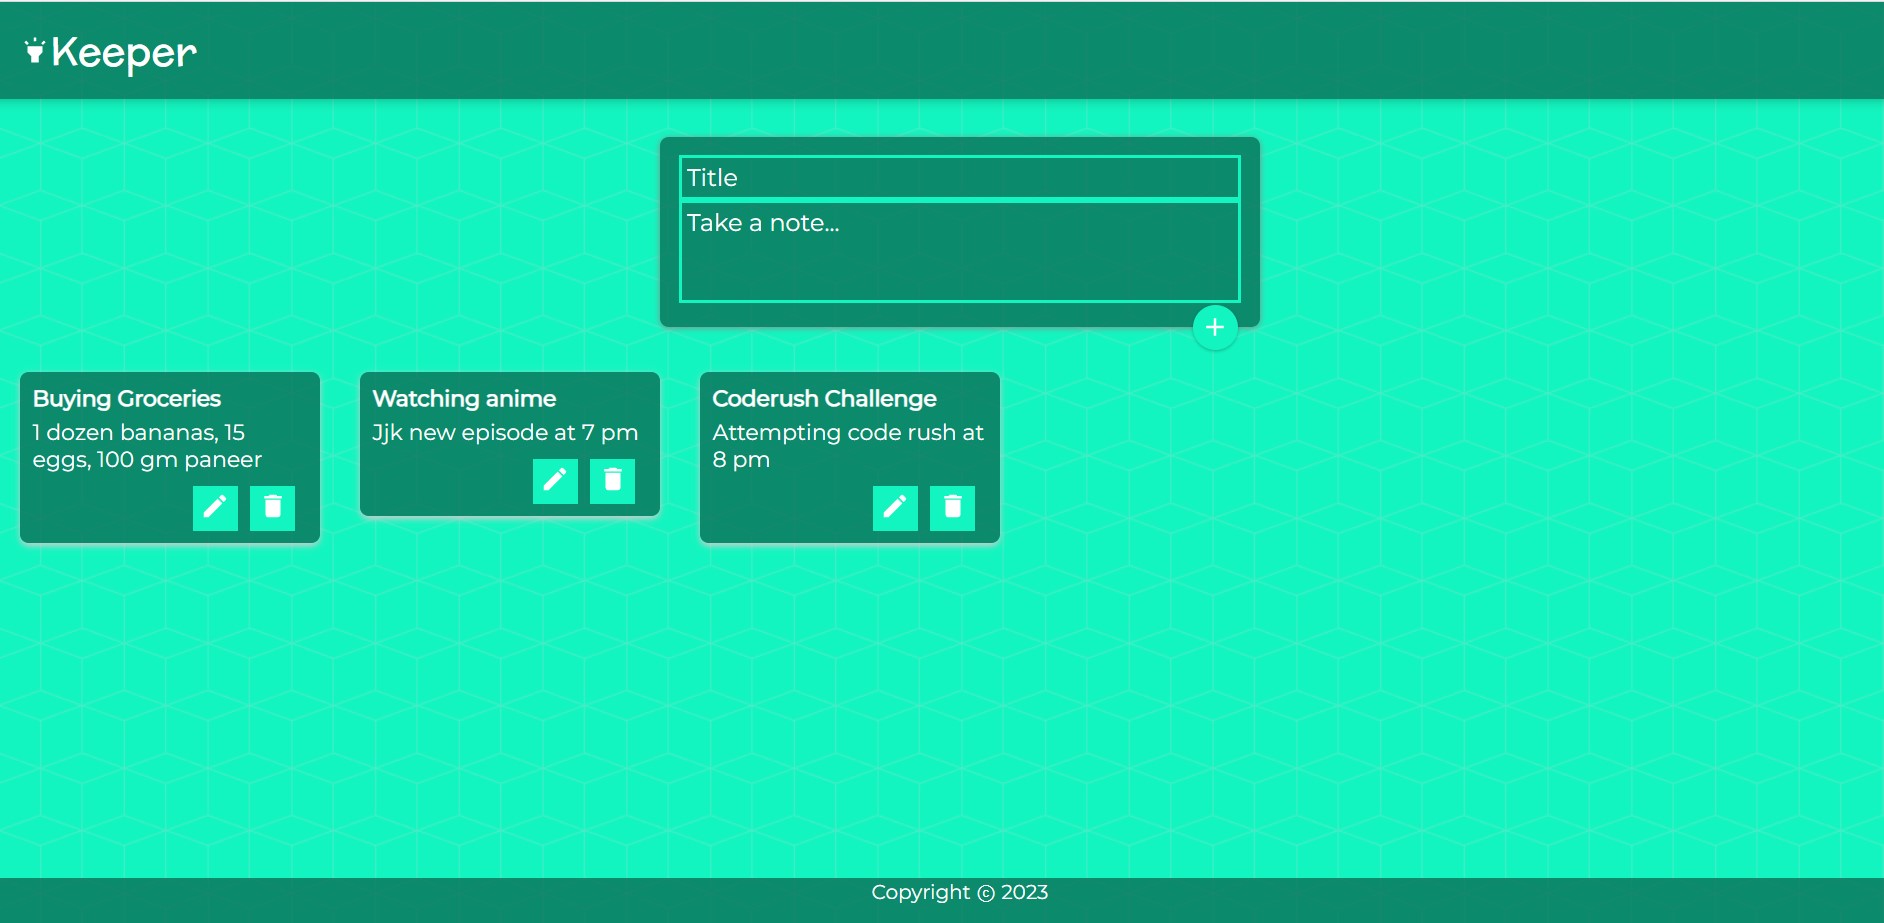 Keeper
Title
Take a note...
Buying Groceries
1 dozen bananas, 15
eggs, 100 gm paneer
Watching anime
Jjk new episode at 7 pm
Coderush Challenge
Attempting code rush at
8 pm
Copyright ⓒ 2023